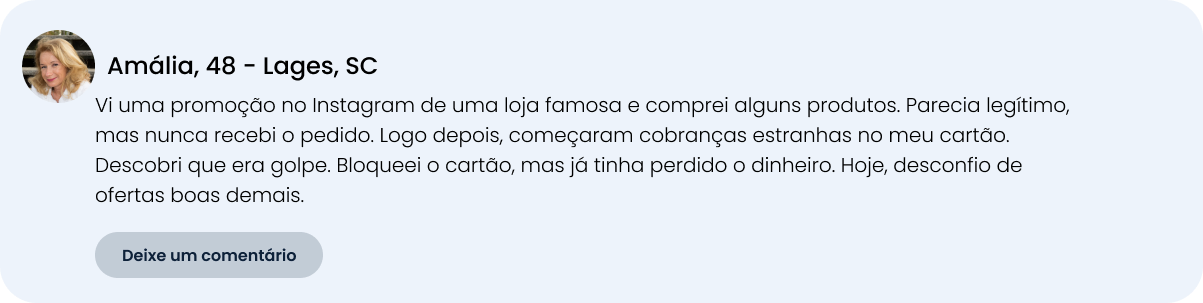 Amália, 48 - Lages, SC
Vi uma promoção no Instagram de uma loja famosa e comprei alguns produtos. Parecia legítimo,
mas nunca recebi o pedido. Logo depois, começaram cobranças estranhas no meu cartão.
Descobri que era golpe. Bloqueei o cartão, mas já tinha perdido o dinheiro. Hoje, desconfio de
ofertas boas demais.
Deixe um comentário